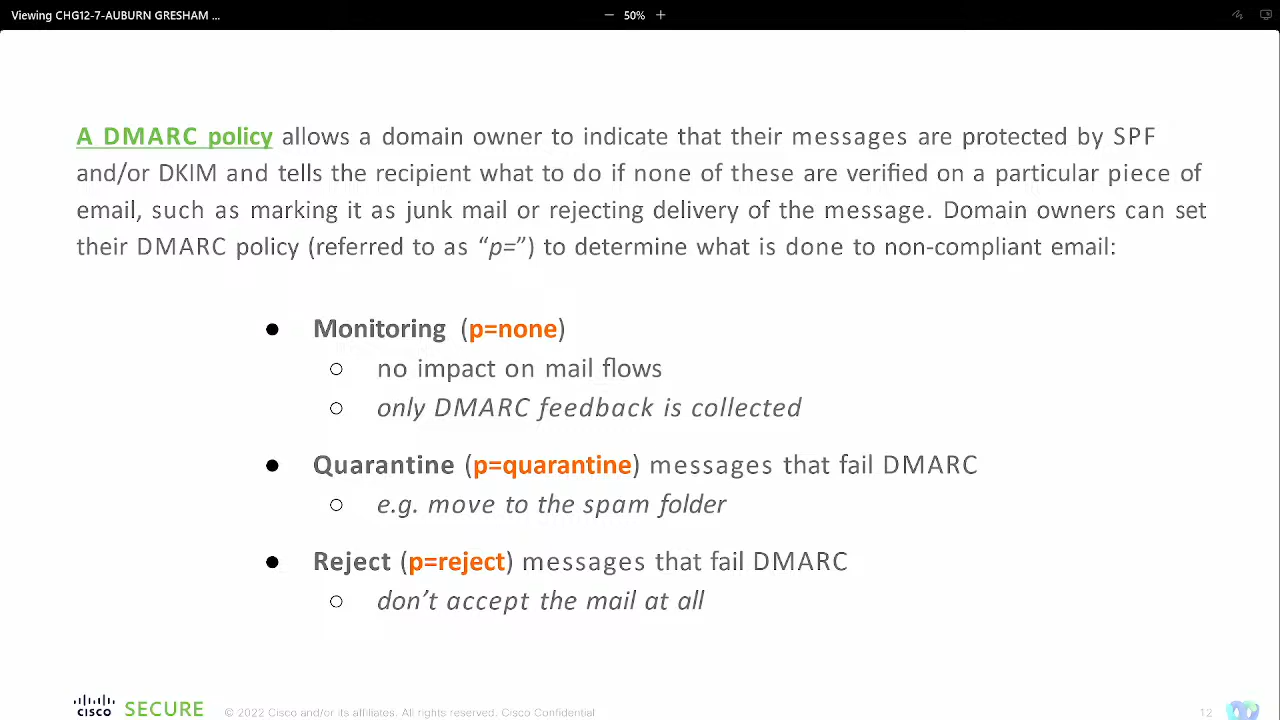 Viewing CHG12-7-AUBURN GRESHAM ...
− 50% +
A DMARC policy allows a domain owner to indicate that their messages are protected by SPF
and/or DKIM and tells the recipient what to do if none of these are verified on a particular piece of
email, such as marking it as junk mail or rejecting delivery of the message. Domain owners can set
their DMARC policy (referred to as “p=”) to determine what is done to non-compliant email:
● Monitoring (p=none)
○ no impact on mail flows
○ only DMARC feedback is collected
● Quarantine (p=quarantine) messages that fail DMARC
○ e.g. move to the spam folder
● Reject (p=reject) messages that fail DMARC
○ don’t accept the mail at all
CISCO SECURE © 2022 Cisco and/or its affiliates. All rights reserved. Cisco Confidential 12